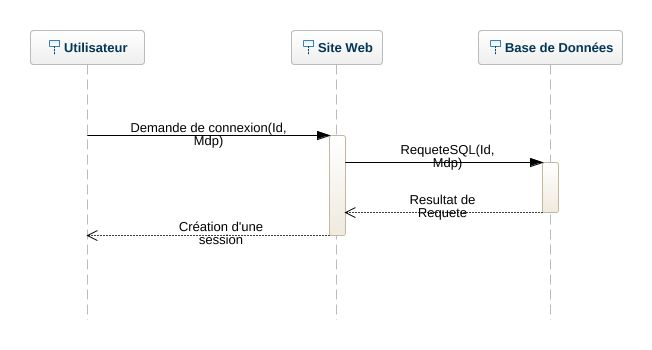 Utilisateur
Site Web
Base de Données
Demande de connexion(Id,
Mdp)
RequeteSQL(Id,
Mdp)
Resultat de
Requete
Création d'une
session